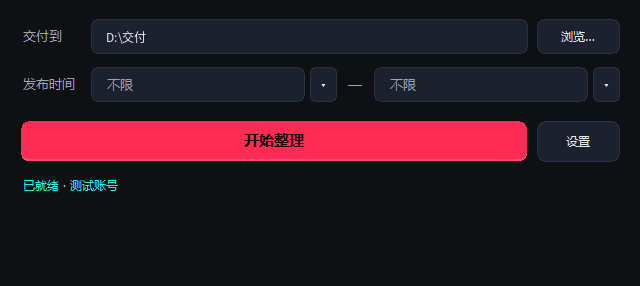 交付到 D:\交付 浏览...
发布时间 不限 — 不限
开始整理 设置
已就绪 · 测试账号